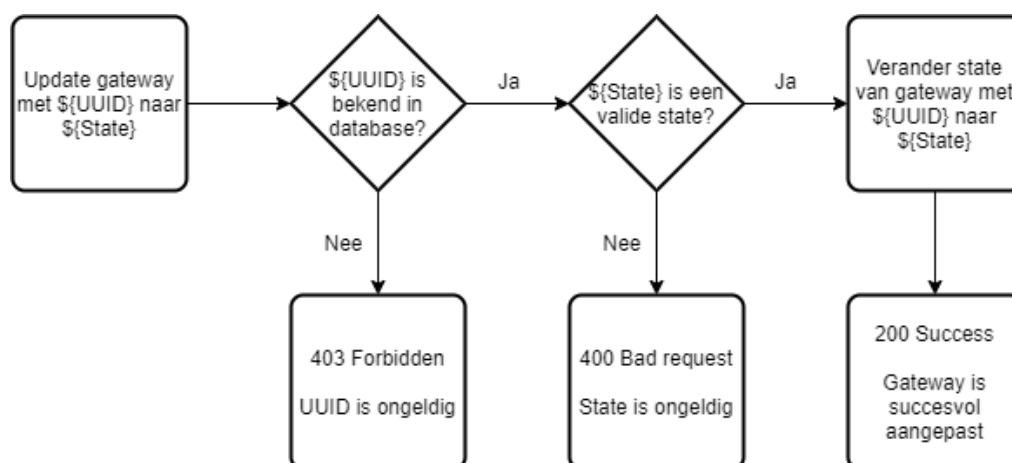 Update gateway
met ${UUID} naar
${State}
${UUID} is
bekend in
database?
Ja
${State} is een
valide state?
Ja
Verander state
van gateway met
${UUID} naar
${State}
Nee
Nee
403 Forbidden
UUID is ongeldig
400 Bad request
State is ongeldig
200 Success
Gateway is
succesvol
aangepast